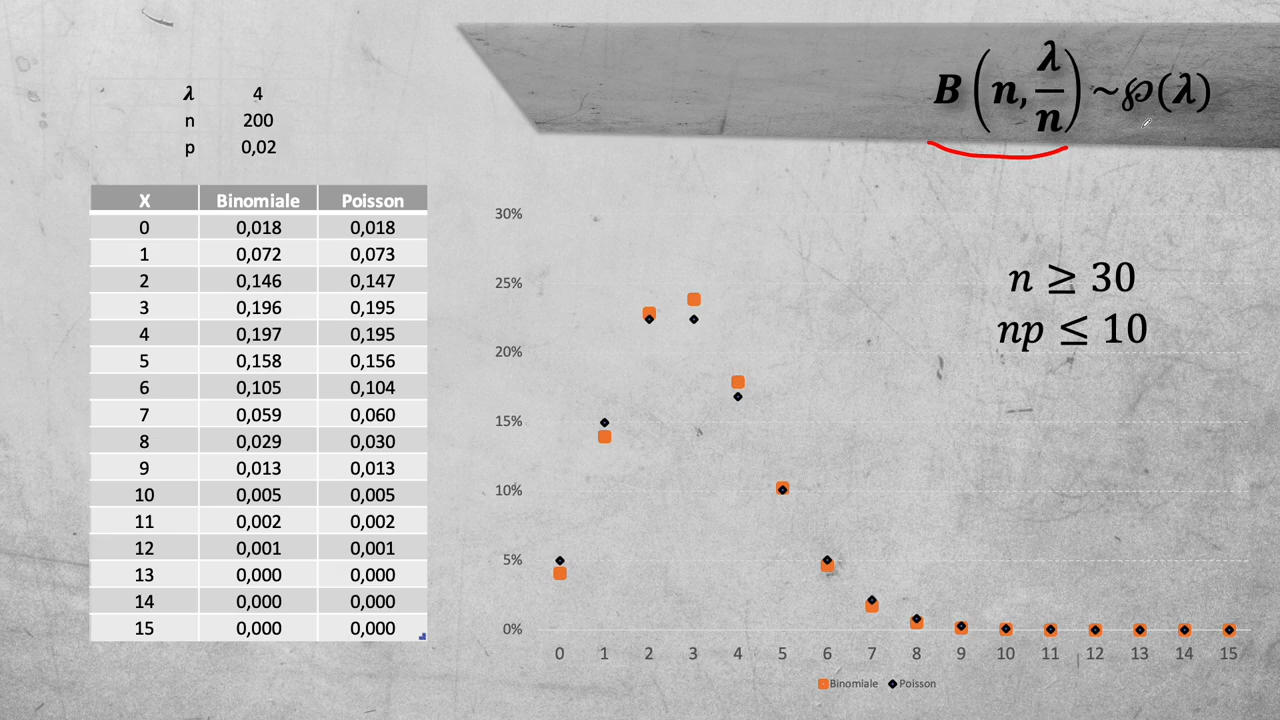 λ 4
n 200
p 0,02
B(n, λ/n) ~℘(λ)
X Binomiale Poisson
0 0,018 0,018
1 0,072 0,073
2 0,146 0,147
3 0,196 0,195
4 0,197 0,195
5 0,158 0,156
6 0,105 0,104
7 0,059 0,060
8 0,029 0,030
9 0,013 0,013
10 0,005 0,005
11 0,002 0,002
12 0,001 0,001
13 0,000 0,000
14 0,000 0,000
15 0,000 0,000
30%
25%
20%
15%
10%
5%
0%
0 1 2 3 4 5 6 7 8 9 10 11 12 13 14 15
Binomiale Poisson
n ≥ 30
np ≤ 10